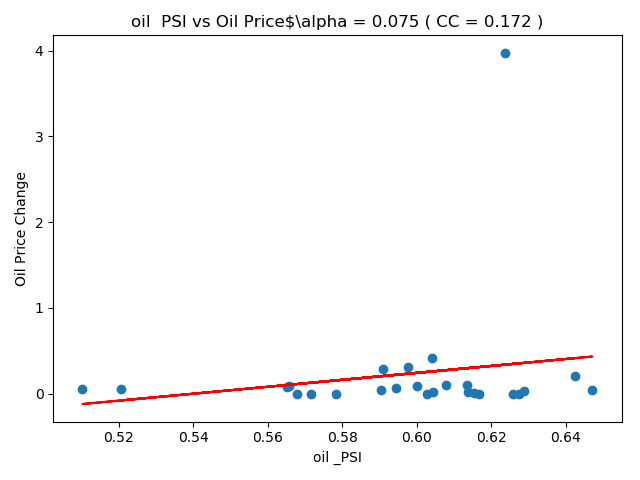 oil  PSI vs Oil Price$\alpha = 0.075 ( CC = 0.172 )
Oil Price Change
4
3
2
1
0
0.52 0.54 0.56 0.58 0.60 0.62 0.64
oil _PSI